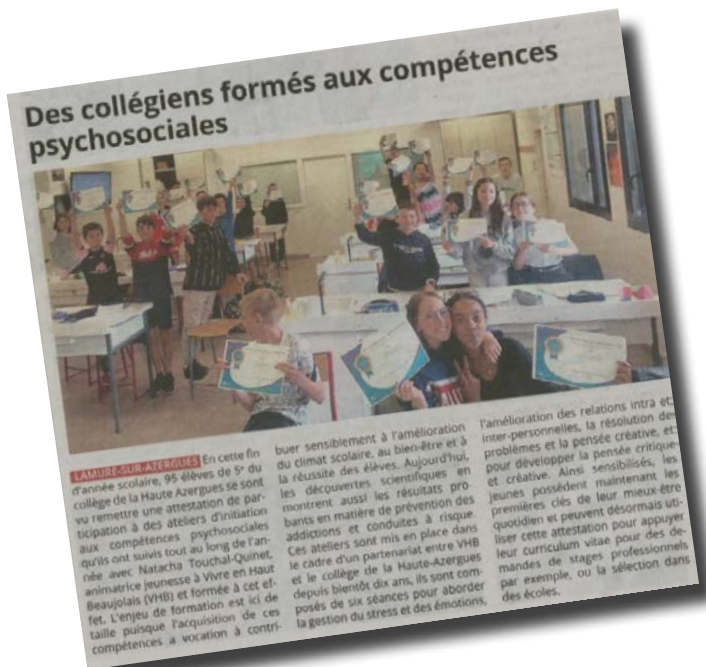 Des collégiens formés aux compétences
psychosociales
LAMURE-SUR-AZERGUES En cette fin
d'année scolaire, 95 élèves de 5e du
collège de la Haute Azergues se sont
vu remettre une attestation de par-
ticipation à des ateliers d'initiation
aux compétences psychosociales
qu'ils ont suivis tout au long de l'an-
née avec Natacha Touchal-Quinet,
animatrice jeunesse à Vivre en Haut
Beaujolais (VHB) et formée à cet ef-
fet. L'enjeu de formation est ici de
taille puisque l'acquisition de ces
compétences a vocation à contri-
buer sensiblement à l'amélioration
du climat scolaire, au bien-être et à
la réussite des élèves. Aujourd'hui,
les découvertes scientifiques en
montrent aussi les résultats pro-
bants en matière de prévention des
addictions et conduites à risque.
Ces ateliers sont mis en place dans
le cadre d'un partenariat entre VHB
et le collège de la Haute-Azergues
depuis bientôt dix ans, ils sont com-
posés de six séances pour aborder
la gestion du stress et des émotions,
l'amélioration des relations intra et
inter-personnelles, la résolution de
problèmes et la pensée créative, et
pour développer la pensée critique
et créative. Ainsi sensibilisés, les
jeunes possèdent maintenant les
premières clés de leur mieux-être
quotidien et peuvent désormais uti-
liser cette attestation pour appuyer
leur curriculum vitae pour des de-
mandes de stages professionnels
par exemple, ou la sélection dans
des écoles.